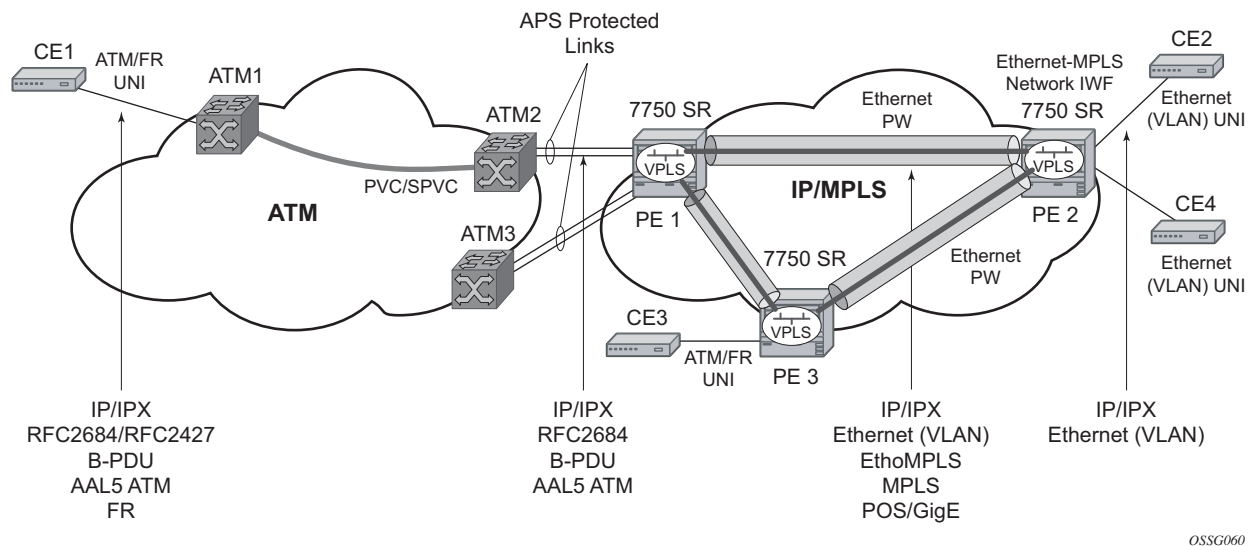 APS Protected
Links
CE1
ATM/FR
UNI
ATM1
ATM2
PVC/SPVC
ATM
ATM3
7750 SR
VPLS
PE 1
Ethernet
PW
IP/MPLS
Ethernet-MPLS
Network IWF
7750 SR
VPLS
PE 2
CE2
Ethernet
(VLAN) UNI
CE4
Ethernet
(VLAN) UNI
7750 SR
Ethernet
PW
VPLS
PE 3
CE3
ATM/FR
UNI
IP/IPX
RFC2684/RFC2427
B-PDU
AAL5 ATM
FR
IP/IPX
RFC2684
B-PDU
AAL5 ATM
IP/IPX
Ethernet (VLAN)
EthoMPLS
MPLS
POS/GigE
IP/IPX
Ethernet (VLAN)
OSSG060